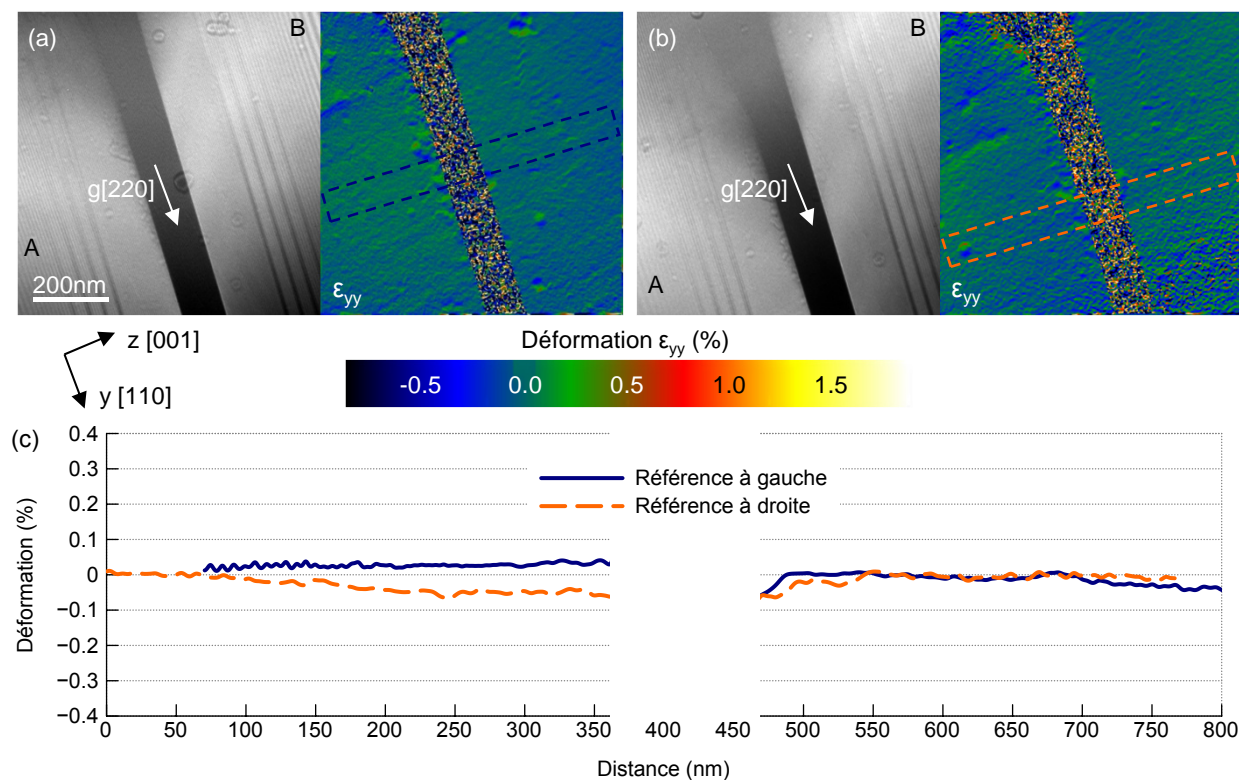 (a)
B
g[220]
A
200nm
εyy
(b)
B
g[220]
A
εyy
z [001]
y [110]
Déformation εyy (%)
-0.5 0.0 0.5 1.0 1.5
(c)
Déformation (%)
0.4
0.3
0.2
0.1
0
−0.1
−0.2
−0.3
−0.4
Référence à gauche
Référence à droite
0 50 100 150 200 250 300 350 400 450 500 550 600 650 700 750 800
Distance (nm)